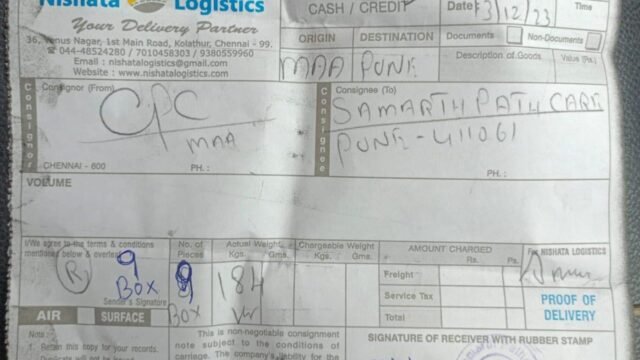 Nishata Logistics
Your Delivery Partner
36, Venus Nagar, 1st Main Road, Kolathur, Chennai - 99.
☎ 044-48524280 / 7010458303 / 9380559960
Email : nishatalogistics@gmail.com
Website : www.nishatalogistics.com
CASH / CREDIT
Date 3/12/23
Time
ORIGIN DESTINATION
MAA PUNE
Documents
Non-Documents
Description of Goods
Value (Ps.)
Consignor
Consignor (From)
CPC
MAA
CHENNAI - 600 PH. :
Consignee
Consignee (To)
SAMARTH PATH CARE
PUNE - 411061
PH. :
VOLUME
I/We agree to the terms & conditions
mentioned below & overleaf
R 9
BOX
Sender's Signature
AIR SURFACE
No. of Pieces
9
BOX
Actual Weight
Kgs. Gms.
184
Chargeable Weight
Kgs. Gms.
AMOUNT CHARGED
Rs. Ps.
Freight
Service Tax
Total
For NISHATA LOGISTICS
PROOF OF
DELIVERY
Note :
1. Retain this copy for your records.
This is non-negotiable consignment
note subject to the conditions of
carriage. The company's liability for the
SIGNATURE OF RECEIVER WITH RUBBER STAMP